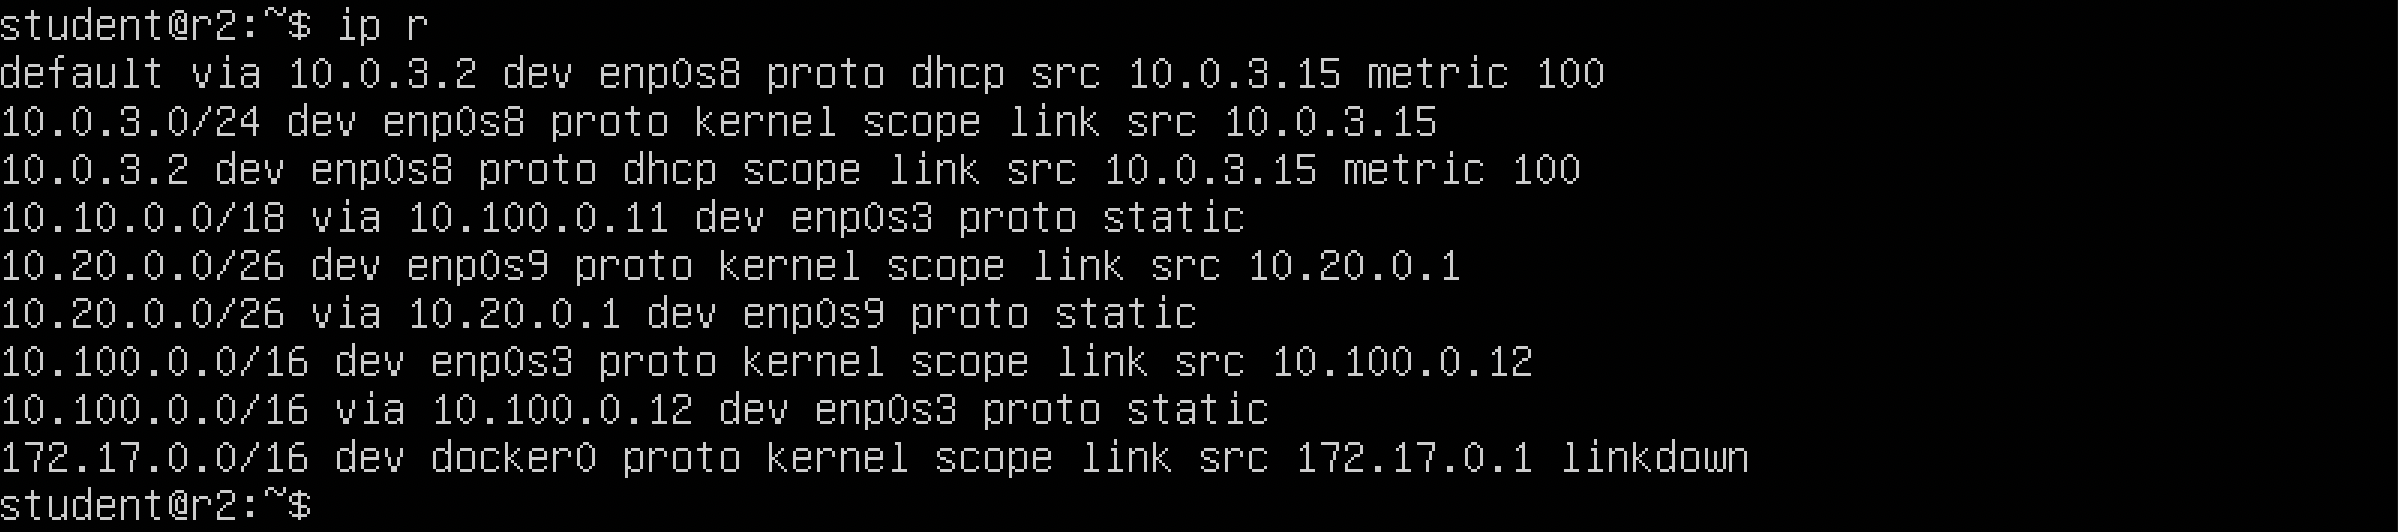 student@r2:~$ ip r
default via 10.0.3.2 dev enp0s8 proto dhcp src 10.0.3.15 metric 100
10.0.3.0/24 dev enp0s8 proto kernel scope link src 10.0.3.15
10.0.3.2 dev enp0s8 proto dhcp scope link src 10.0.3.15 metric 100
10.10.0.0/18 via 10.100.0.11 dev enp0s3 proto static
10.20.0.0/26 dev enp0s9 proto kernel scope link src 10.20.0.1
10.20.0.0/26 via 10.20.0.1 dev enp0s9 proto static
10.100.0.0/16 dev enp0s3 proto kernel scope link src 10.100.0.12
10.100.0.0/16 via 10.100.0.12 dev enp0s3 proto static
172.17.0.0/16 dev docker0 proto kernel scope link src 172.17.0.1 linkdown
student@r2:~$